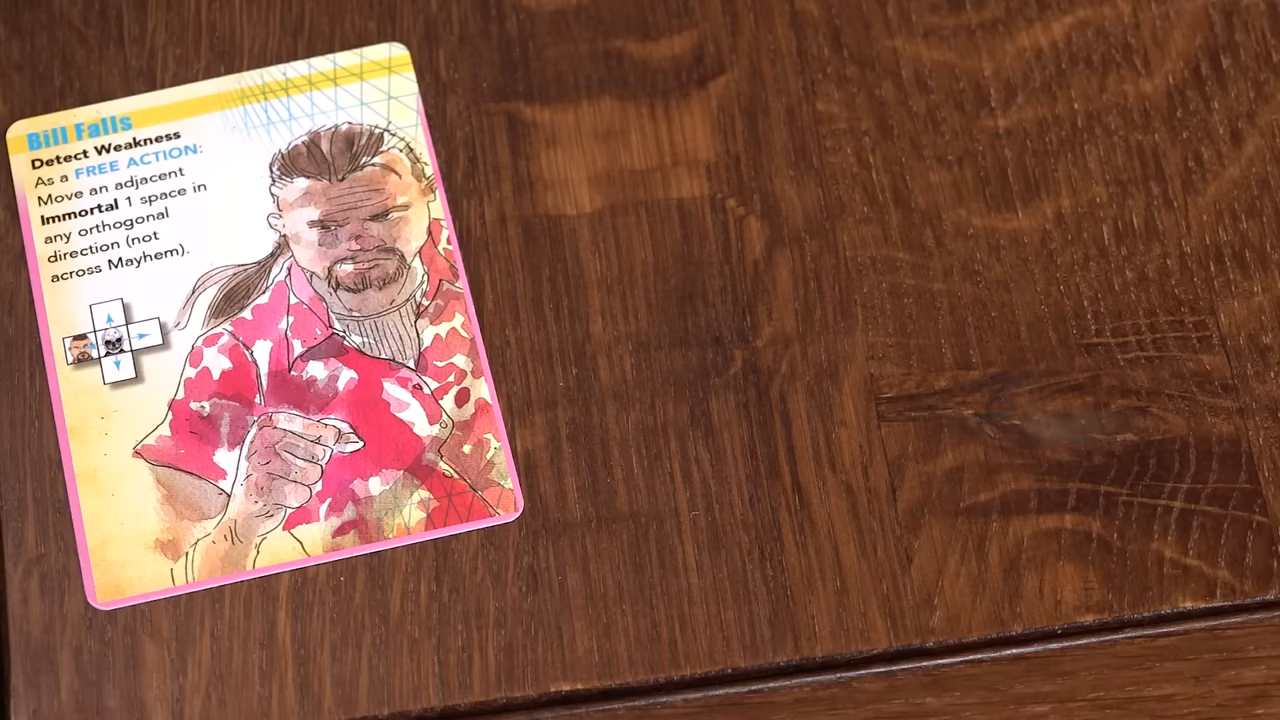 Bill Falls
Detect Weakness
As a FREE ACTION:
Move an adjacent
Immortal 1 space in
any orthogonal
direction (not
across Mayhem).